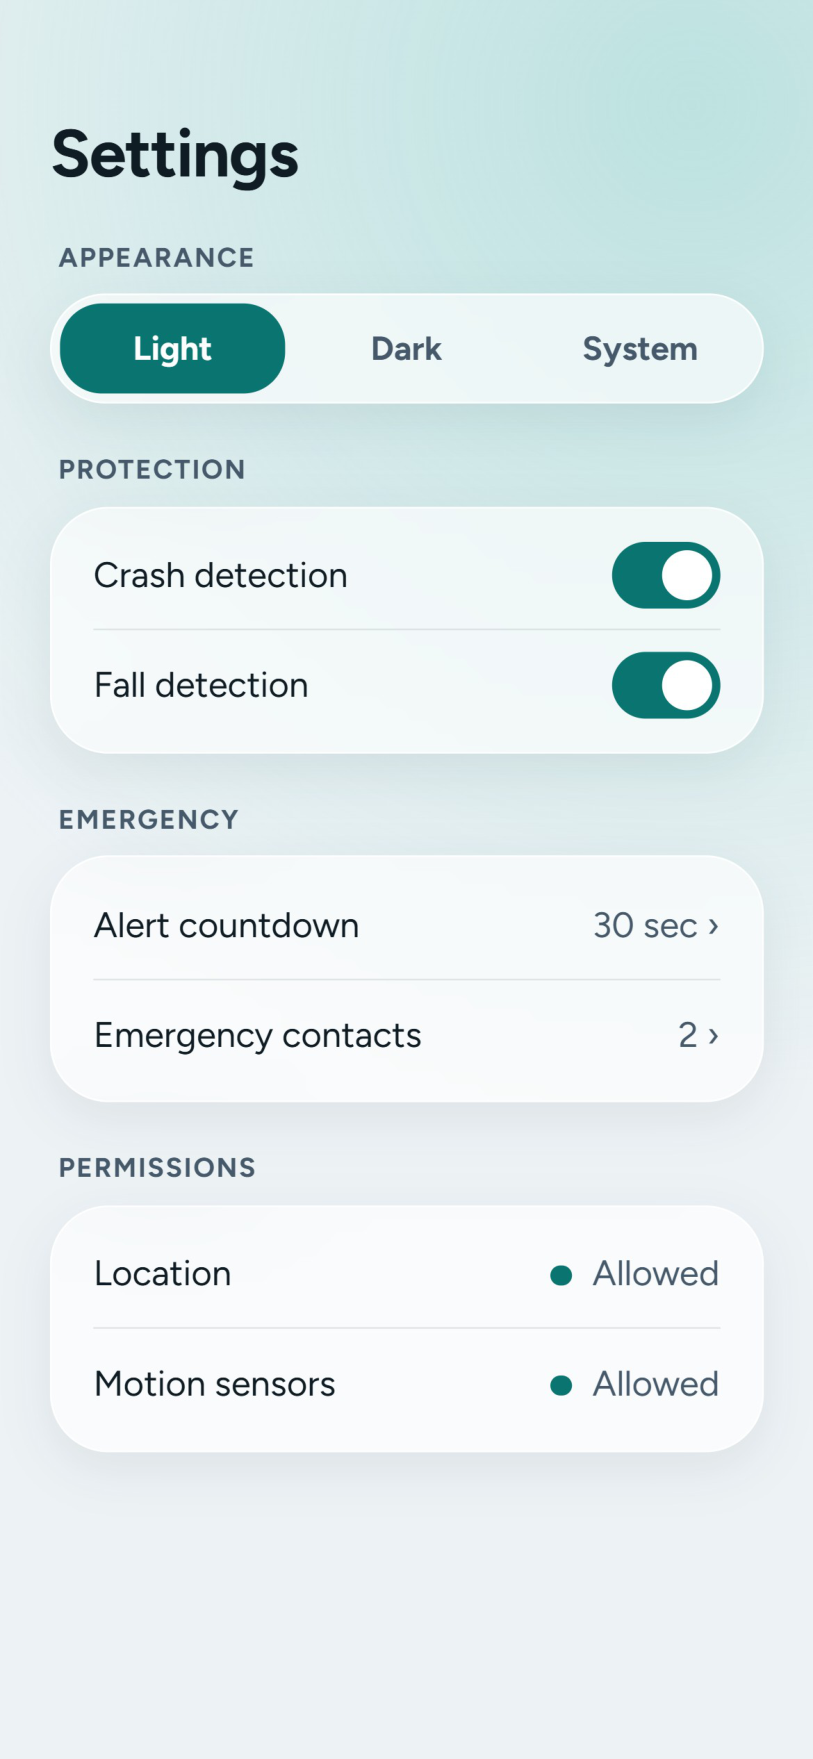 Settings
APPEARANCE
Light Dark System
PROTECTION
Crash detection
Fall detection
EMERGENCY
Alert countdown 30 sec ›
Emergency contacts 2 ›
PERMISSIONS
Location Allowed
Motion sensors Allowed